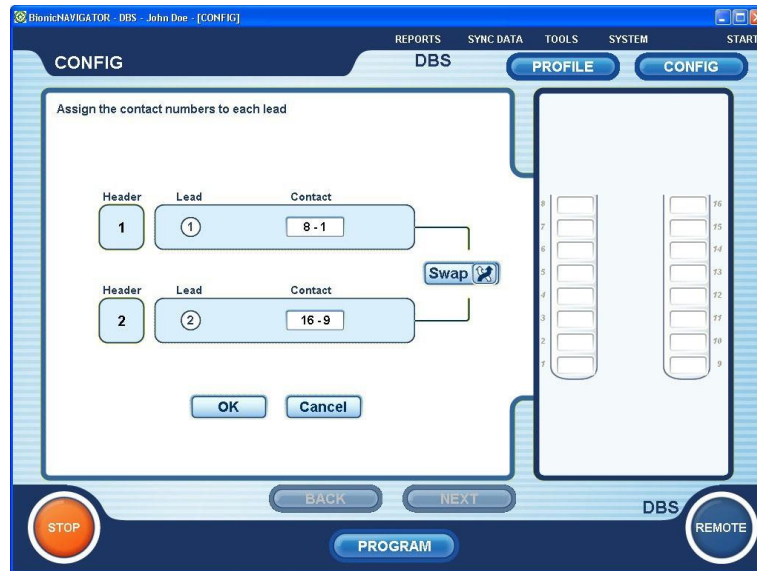 BionicNAVIGATOR - DBS - John Doe - [CONFIG]
REPORTS SYNC DATA TOOLS SYSTEM START
CONFIG DBS PROFILE CONFIG
Assign the contact numbers to each lead
Header Lead Contact
1 1 8 - 1
Swap
Header Lead Contact
2 2 16 - 9
OK Cancel
8 16
7 15
6 14
5 13
4 12
3 11
2 10
1 9
BACK NEXT
STOP DBS REMOTE
PROGRAM